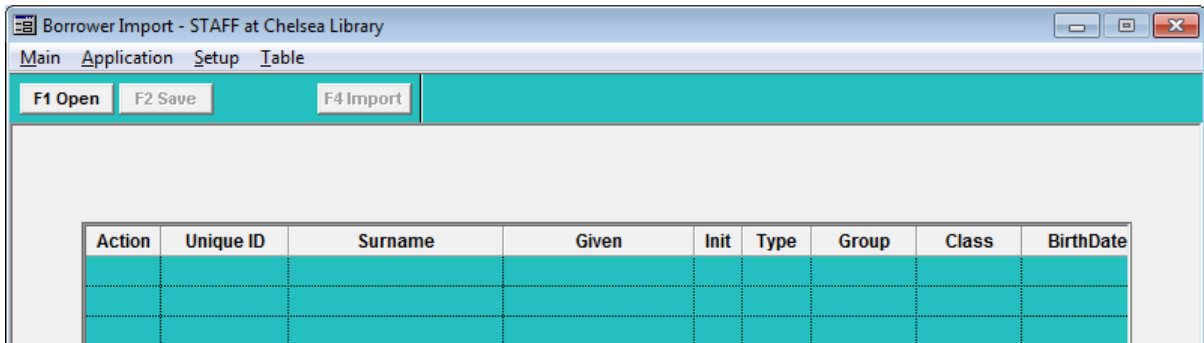 Borrower Import - STAFF at Chelsea Library
Main Application Setup Table
F1 Open F2 Save F4 Import
Action Unique ID Surname Given Init Type Group Class BirthDate